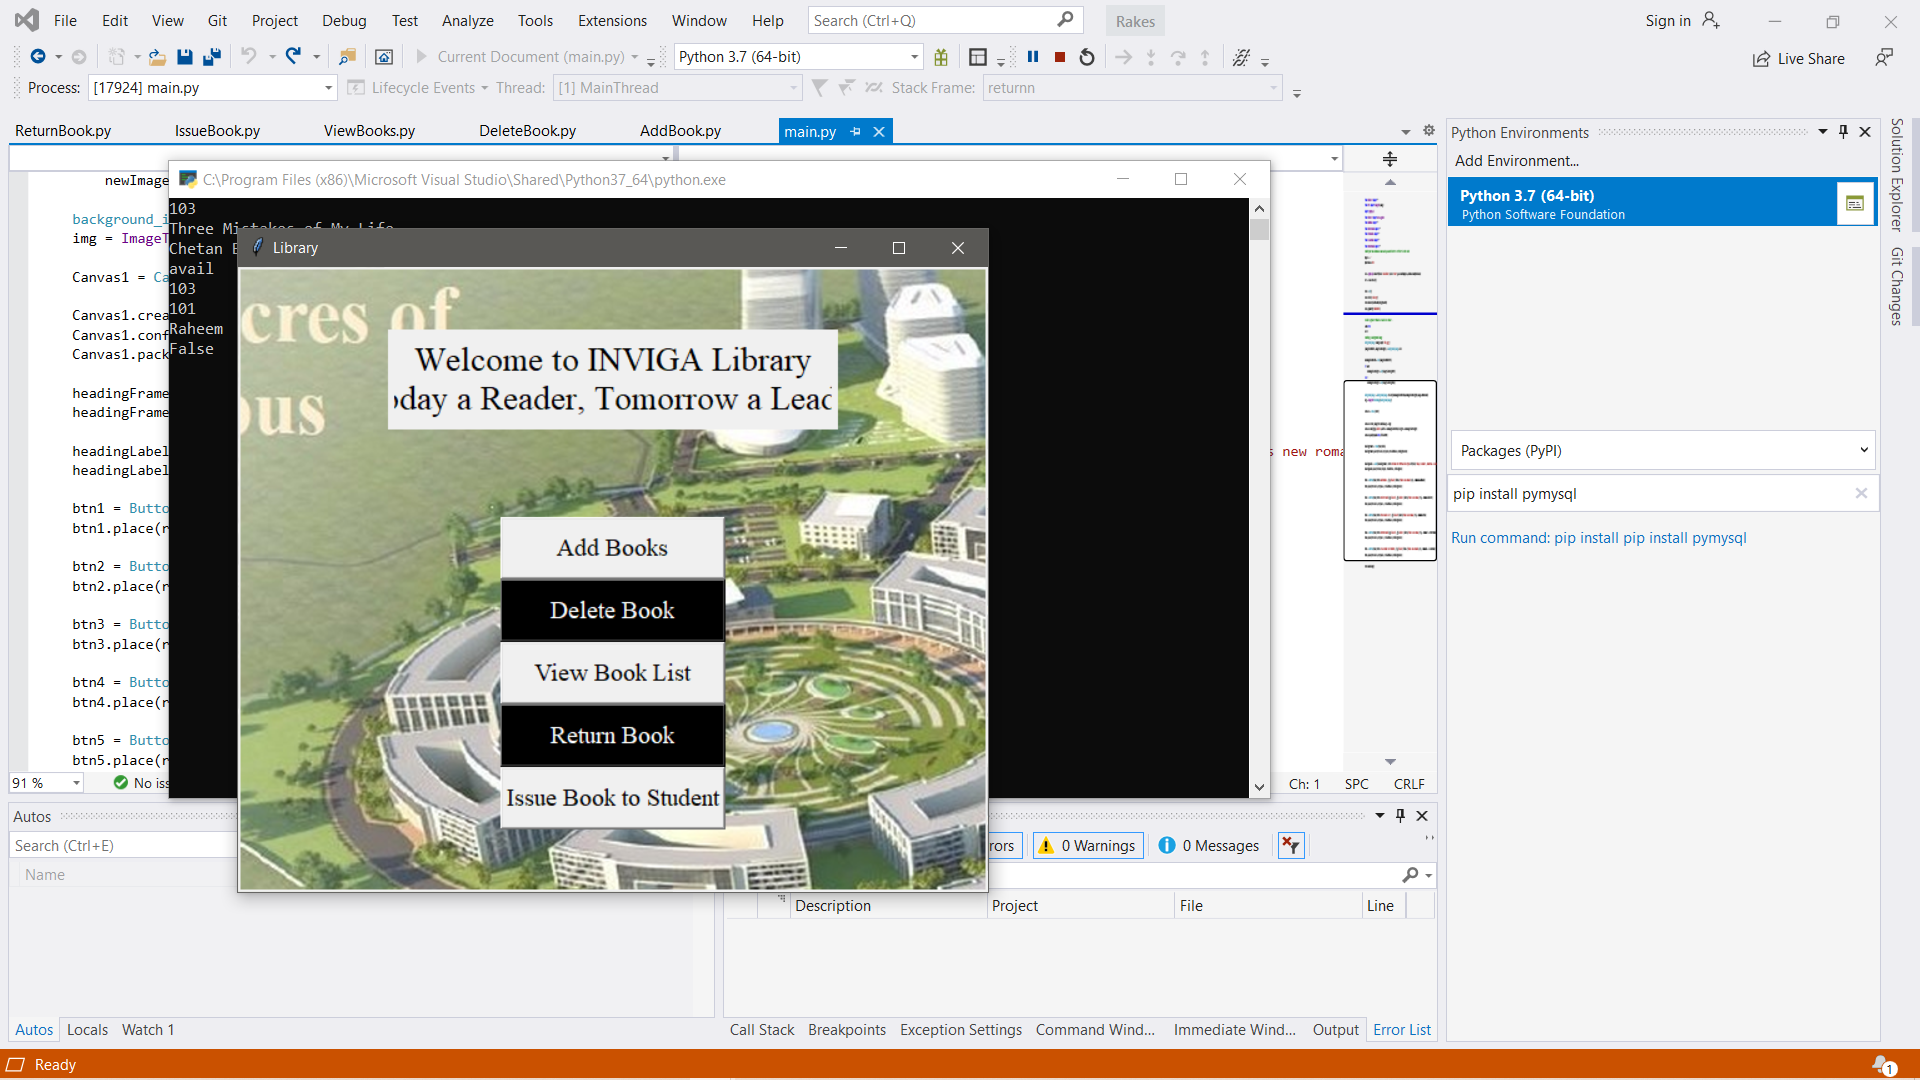 File Edit View Git Project Debug Test Analyze Tools Extensions Window Help Search (Ctrl+Q) Rakes Sign in
Current Document (main.py) Python 3.7 (64-bit) Live Share
Process: [17924] main.py Lifecycle Events Thread: [1] MainThread Stack Frame: returnn
ReturnBook.py IssueBook.py ViewBooks.py DeleteBook.py AddBook.py main.py
newImage
background_i
img = ImageT
Canvas1 = Ca
Canvas1.crea
Canvas1.conf
Canvas1.pack
headingFrame
headingFrame
headingLabel
headingLabel
s new roma
btn1 = Butto
btn1.place(r
btn2 = Butto
btn2.place(r
btn3 = Butto
btn3.place(r
btn4 = Butto
btn4.place(r
btn5 = Butto
btn5.place(r
91 % No iss Ch: 1 SPC CRLF
C:\Program Files (x86)\Microsoft Visual Studio\Shared\Python37_64\python.exe
103
Three Mistakes of My Life
Chetan
avail
103
101
Raheem
False
Library
cres of
ous
Welcome to INVIGA Library
oday a Reader, Tomorrow a Lead
Add Books
Delete Book
View Book List
Return Book
Issue Book to Student
Python Environments
Add Environment...
Python 3.7 (64-bit)
Python Software Foundation
Packages (PyPI)
pip install pymysql
Run command: pip install pip install pymysql
Solution Explorer
Git Changes
Autos
Search (Ctrl+E)
Name
Autos Locals Watch 1
rors 0 Warnings 0 Messages
Description Project File Line
Call Stack Breakpoints Exception Settings Command Wind... Immediate Wind... Output Error List
Ready 1